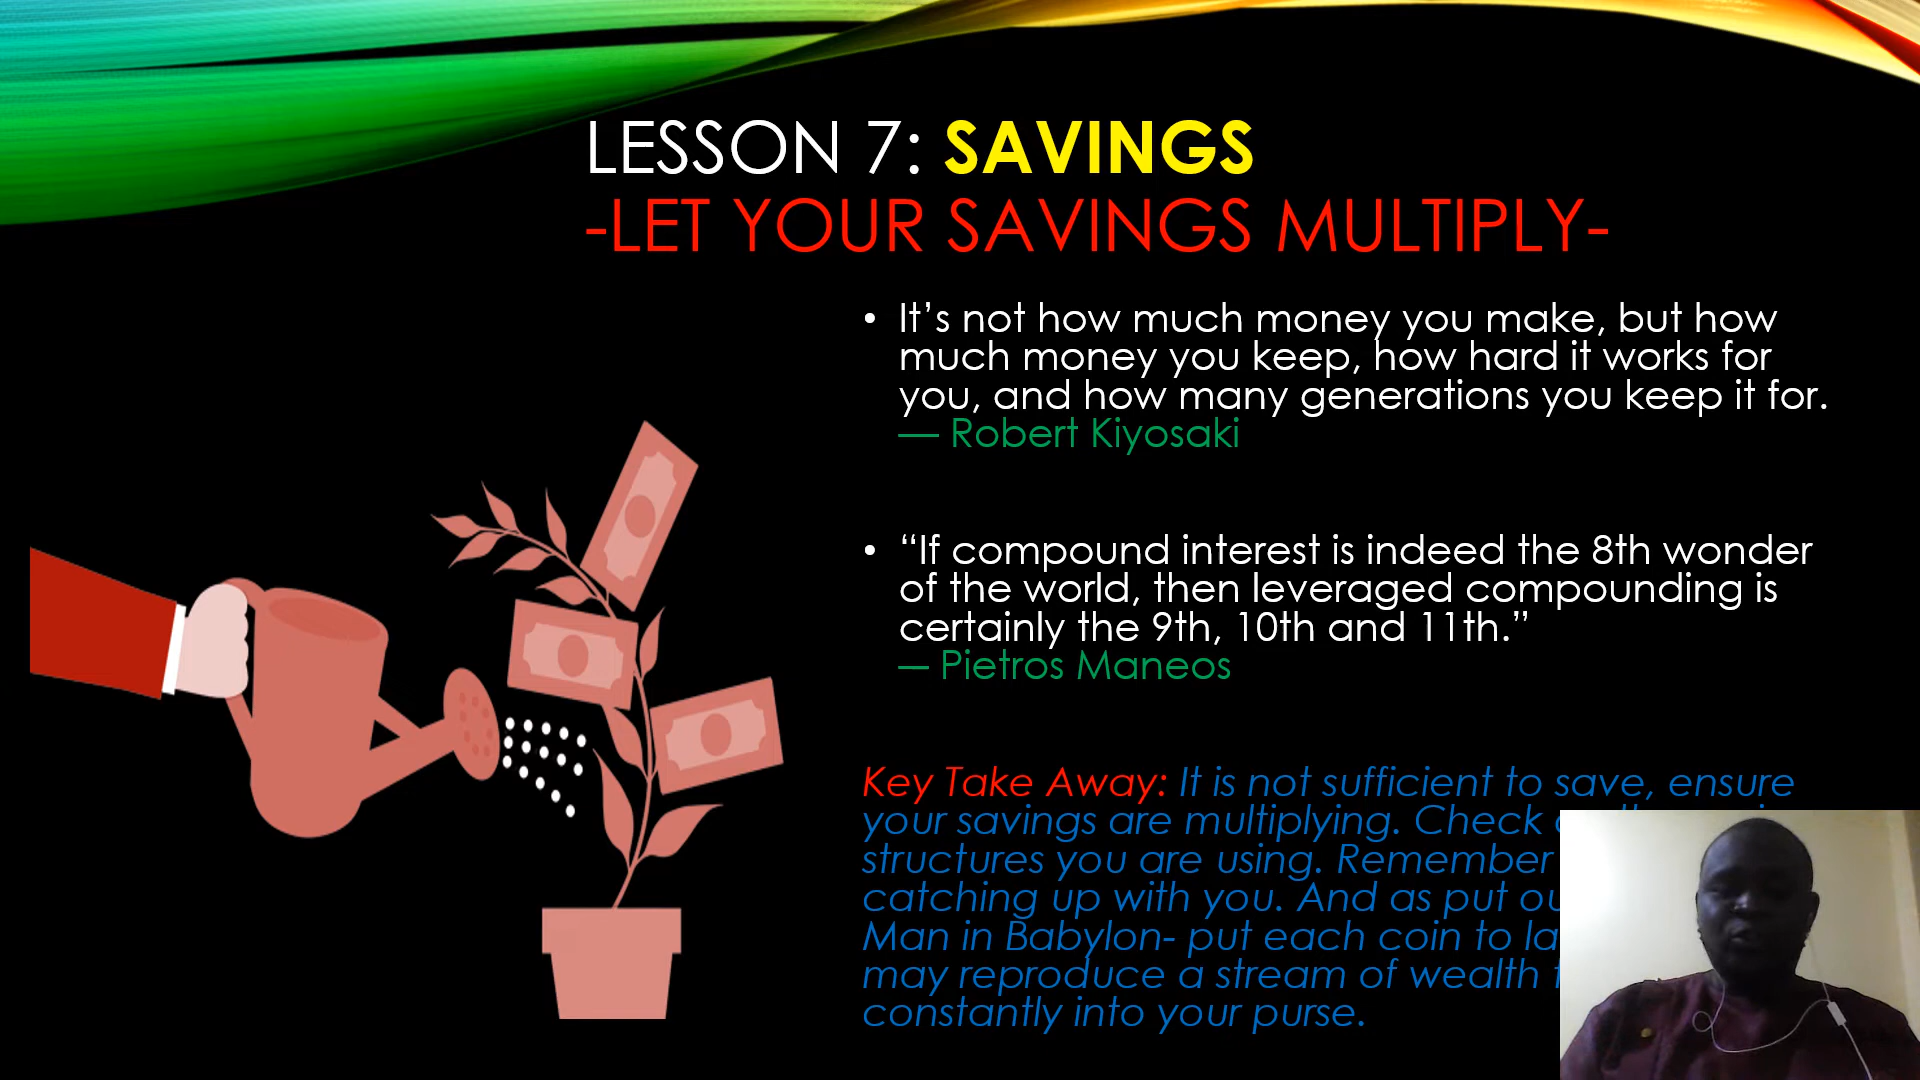 LESSON 7: SAVINGS
-LET YOUR SAVINGS MULTIPLY-
• It’s not how much money you make, but how
much money you keep, how hard it works for
you, and how many generations you keep it for.
— Robert Kiyosaki
• “If compound interest is indeed the 8th wonder
of the world, then leveraged compounding is
certainly the 9th, 10th and 11th.”
— Pietros Maneos
Key Take Away: It is not sufficient to save, ensure
your savings are multiplying. Check
structures you are using. Remember
catching up with you. And as put
Man in Babylon- put each coin to
may reproduce a stream of wealth
constantly into your purse.